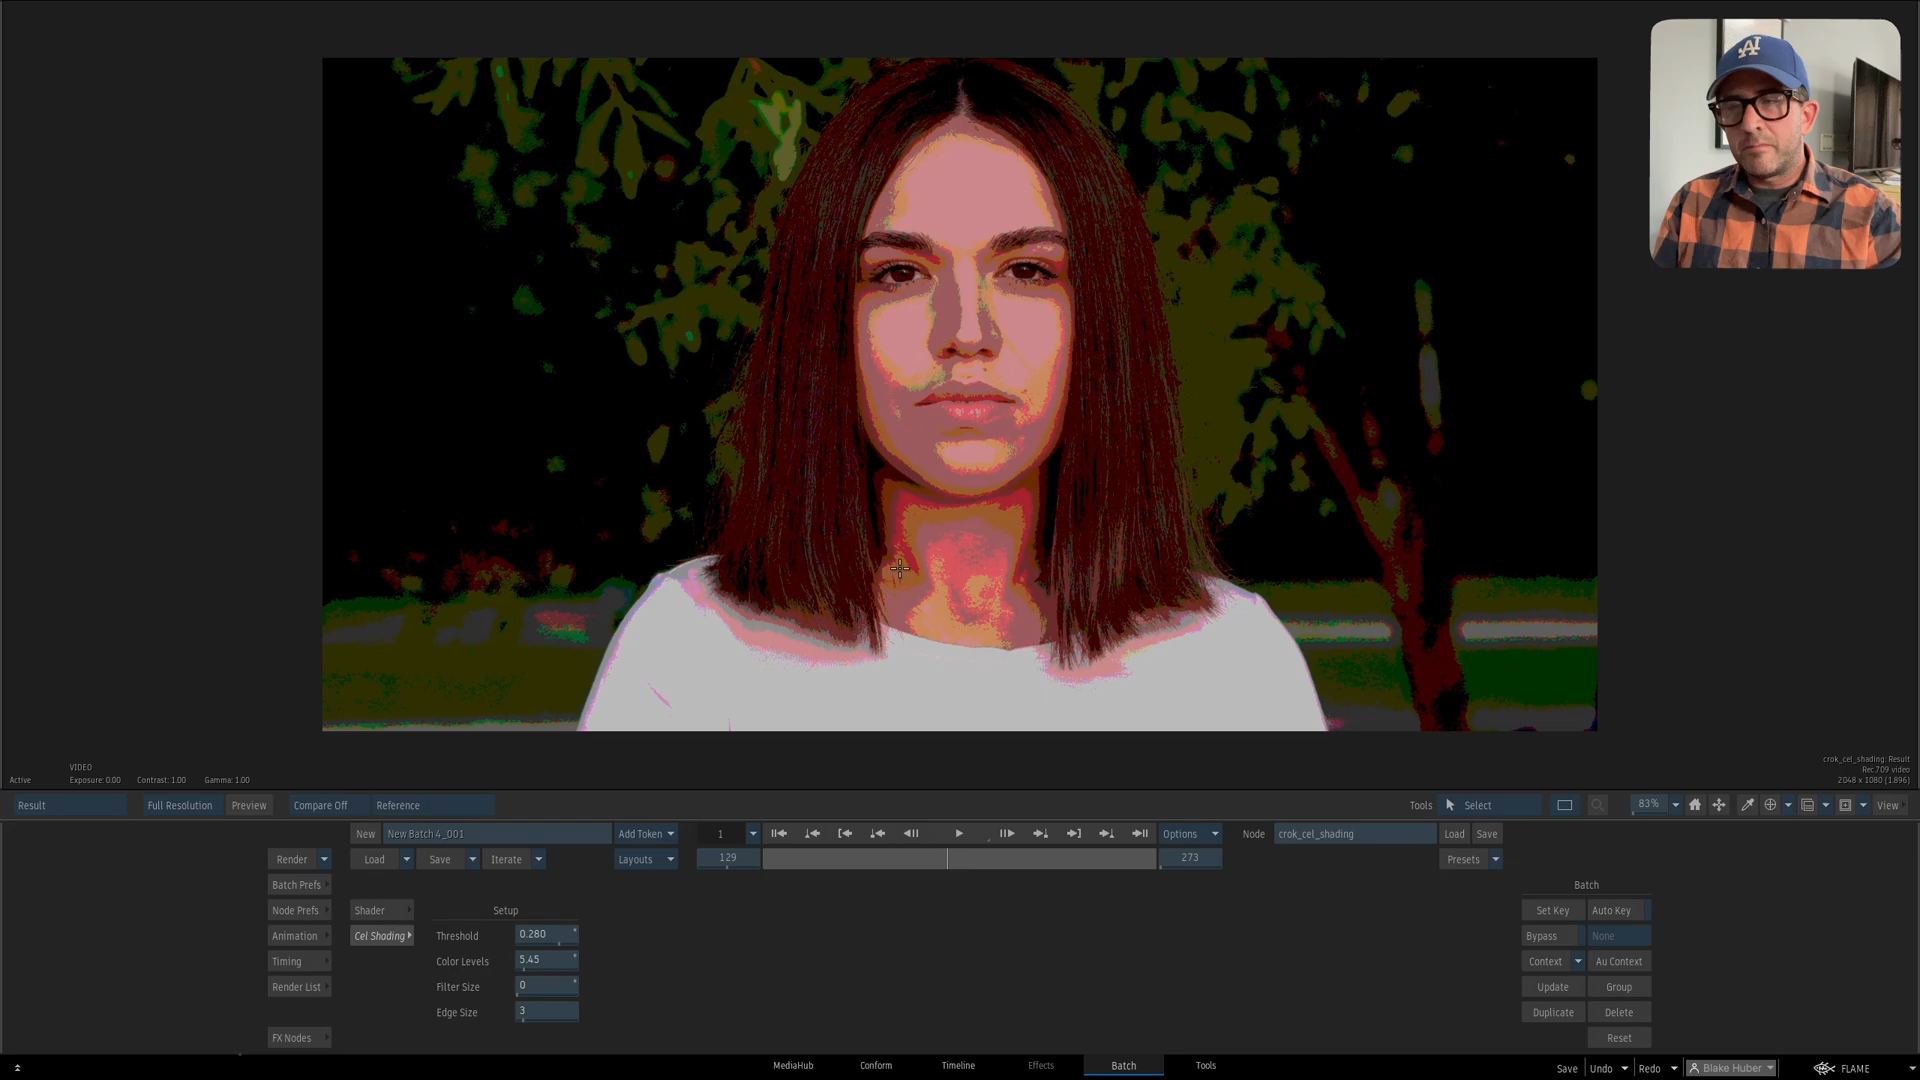 VIDEO
Active
Exposure: 0.00
Contrast: 1.00
Gamma: 1.00
crok_cel_shading: Result
Rec.709 video
2048 x 1080 (1.896)
Result
Full Resolution
Preview
Compare Off
Reference
Tools
Select
83%
View
New
New Batch 4_001
Add Token
1
Options
Node
crok_cel_shading
Load
Save
Render
Load
Save
Iterate
Layouts
129
273
Presets
Batch Prefs
Batch
Node Prefs
Shader
Setup
Set Key
Auto Key
Animation
Cel Shading
Threshold
0.280
Bypass
None
Timing
Color Levels
5.45
Context
Au Context
Render List
Filter Size
0
Update
Group
Edge Size
3
Duplicate
Delete
FX Nodes
Reset
MediaHub
Conform
Timeline
Effects
Batch
Tools
Save
Undo
Redo
Blake Huber
FLAME